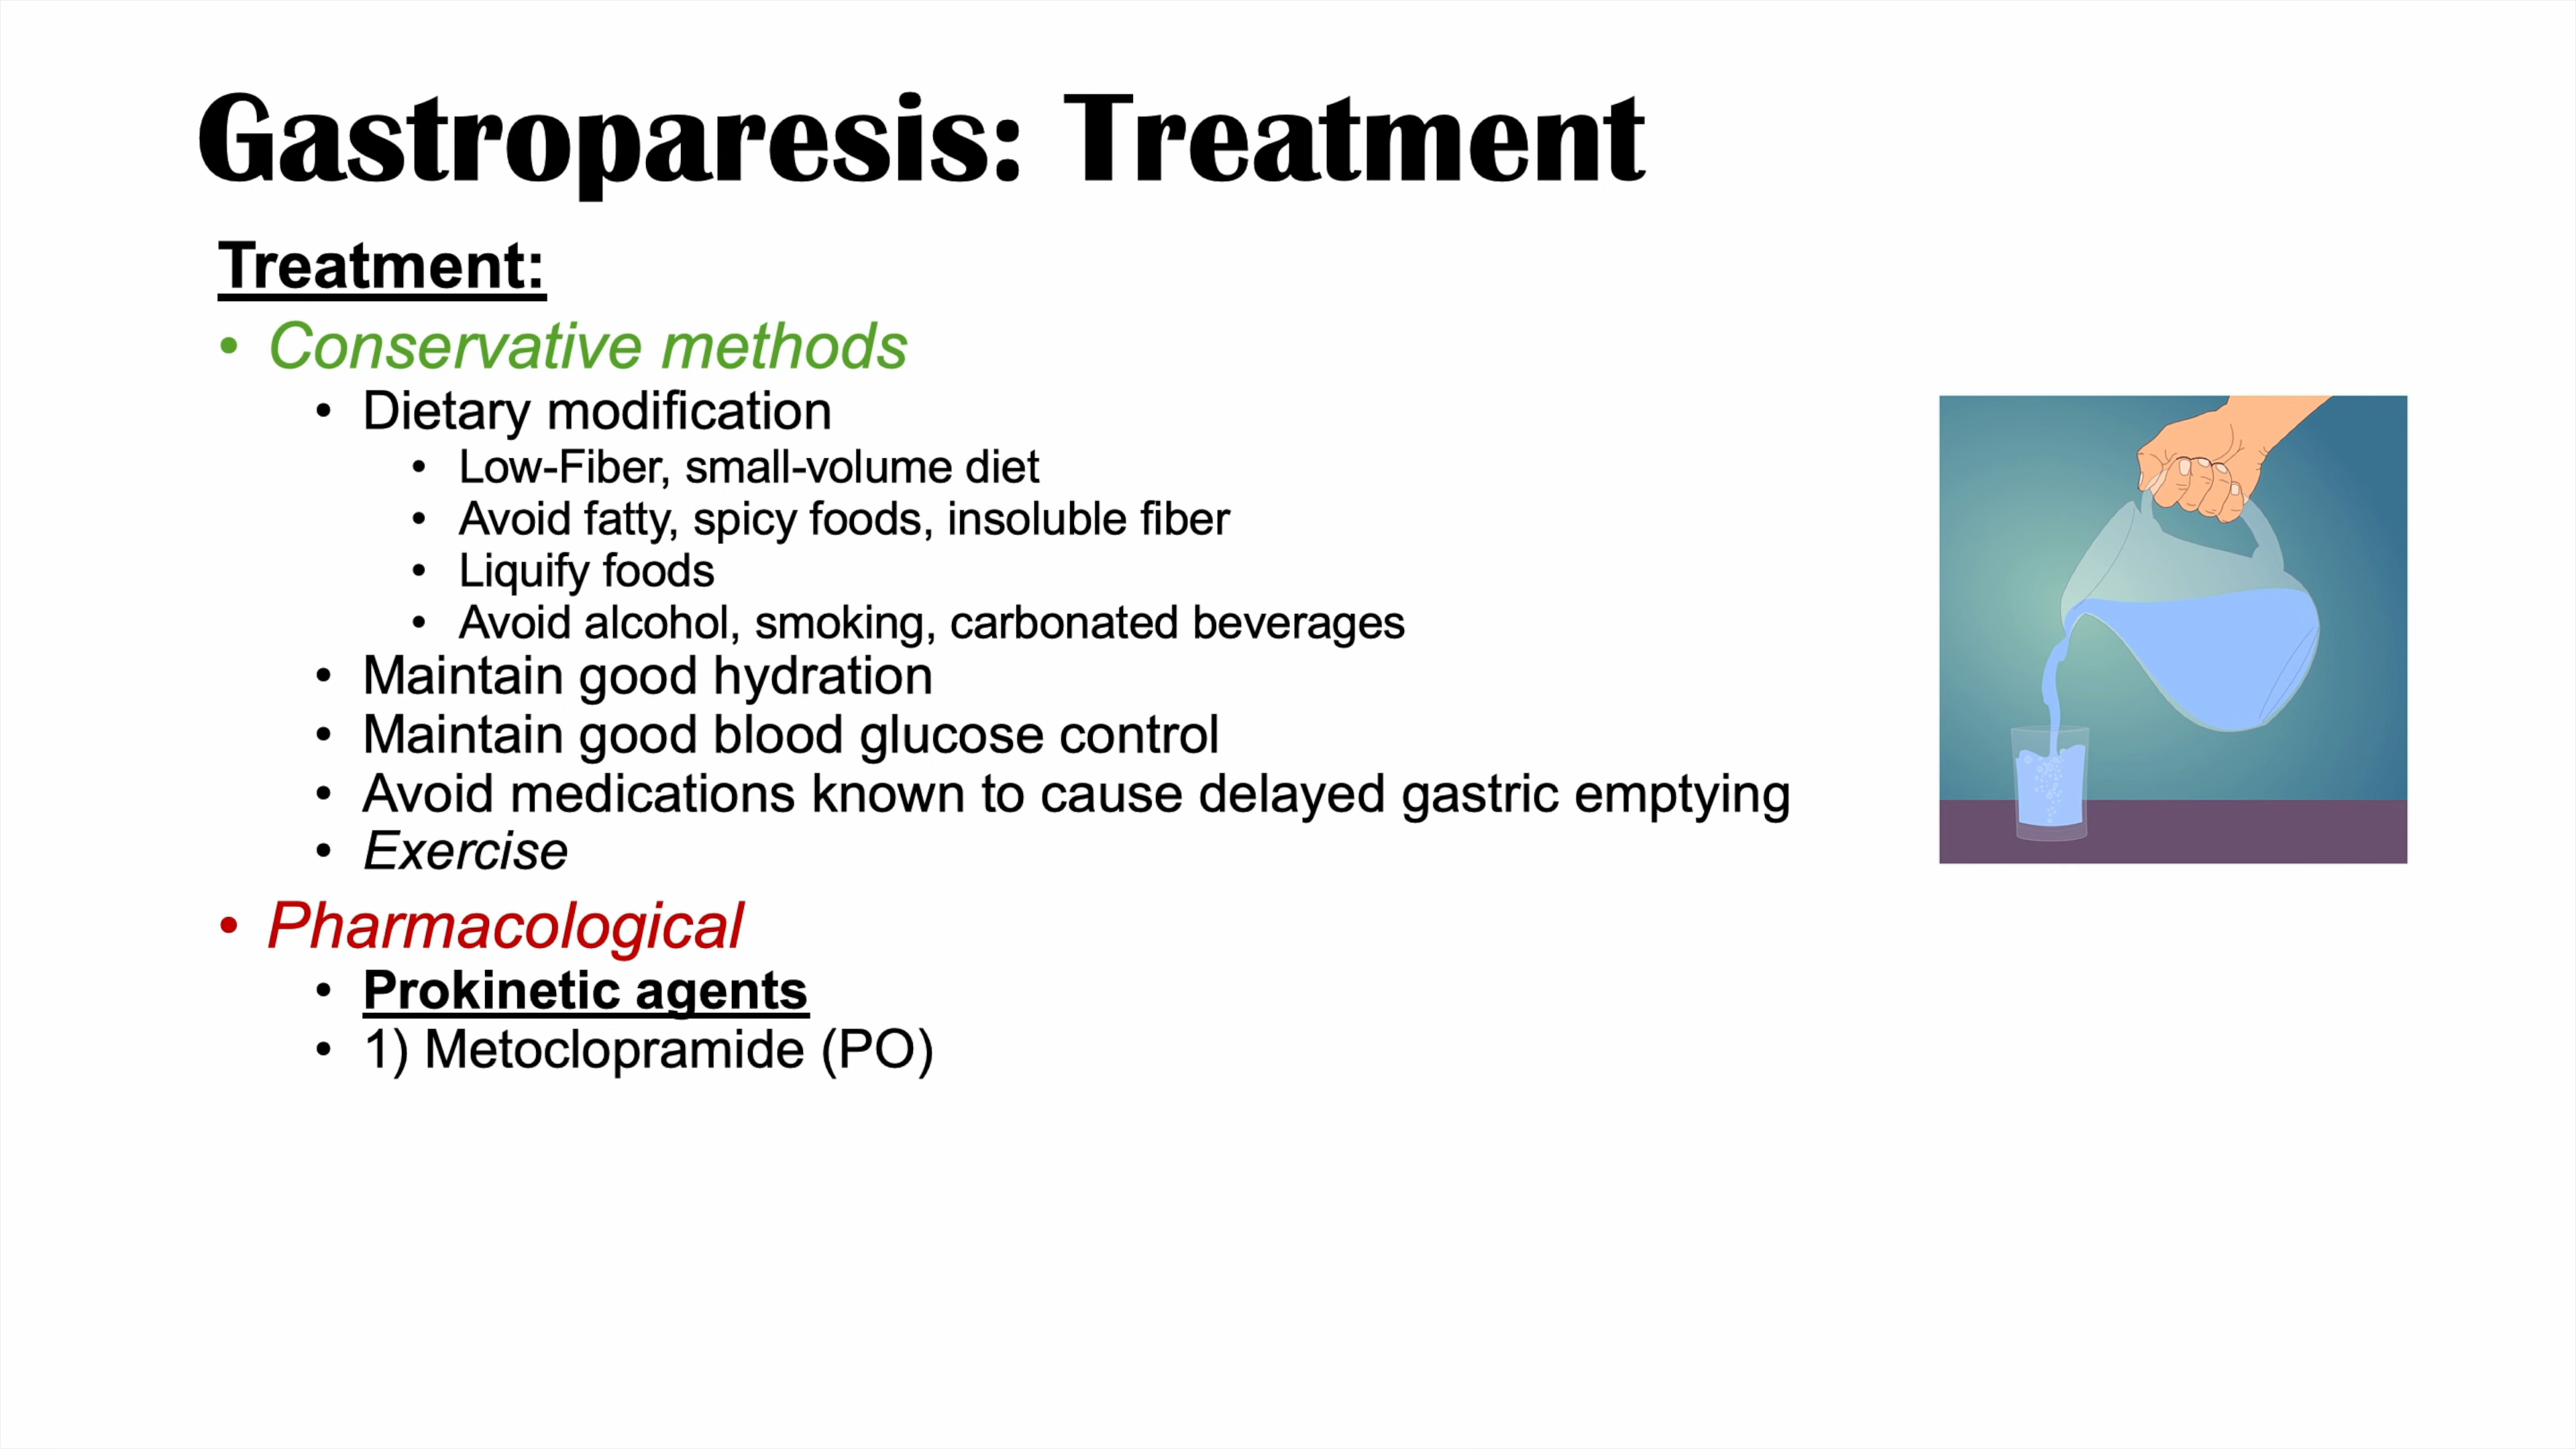 Gastroparesis: Treatment
Treatment:
• Conservative methods
• Dietary modification
• Low-Fiber, small-volume diet
• Avoid fatty, spicy foods, insoluble fiber
• Liquify foods
• Avoid alcohol, smoking, carbonated beverages
• Maintain good hydration
• Maintain good blood glucose control
• Avoid medications known to cause delayed gastric emptying
• Exercise
• Pharmacological
• Prokinetic agents
• 1) Metoclopramide (PO)